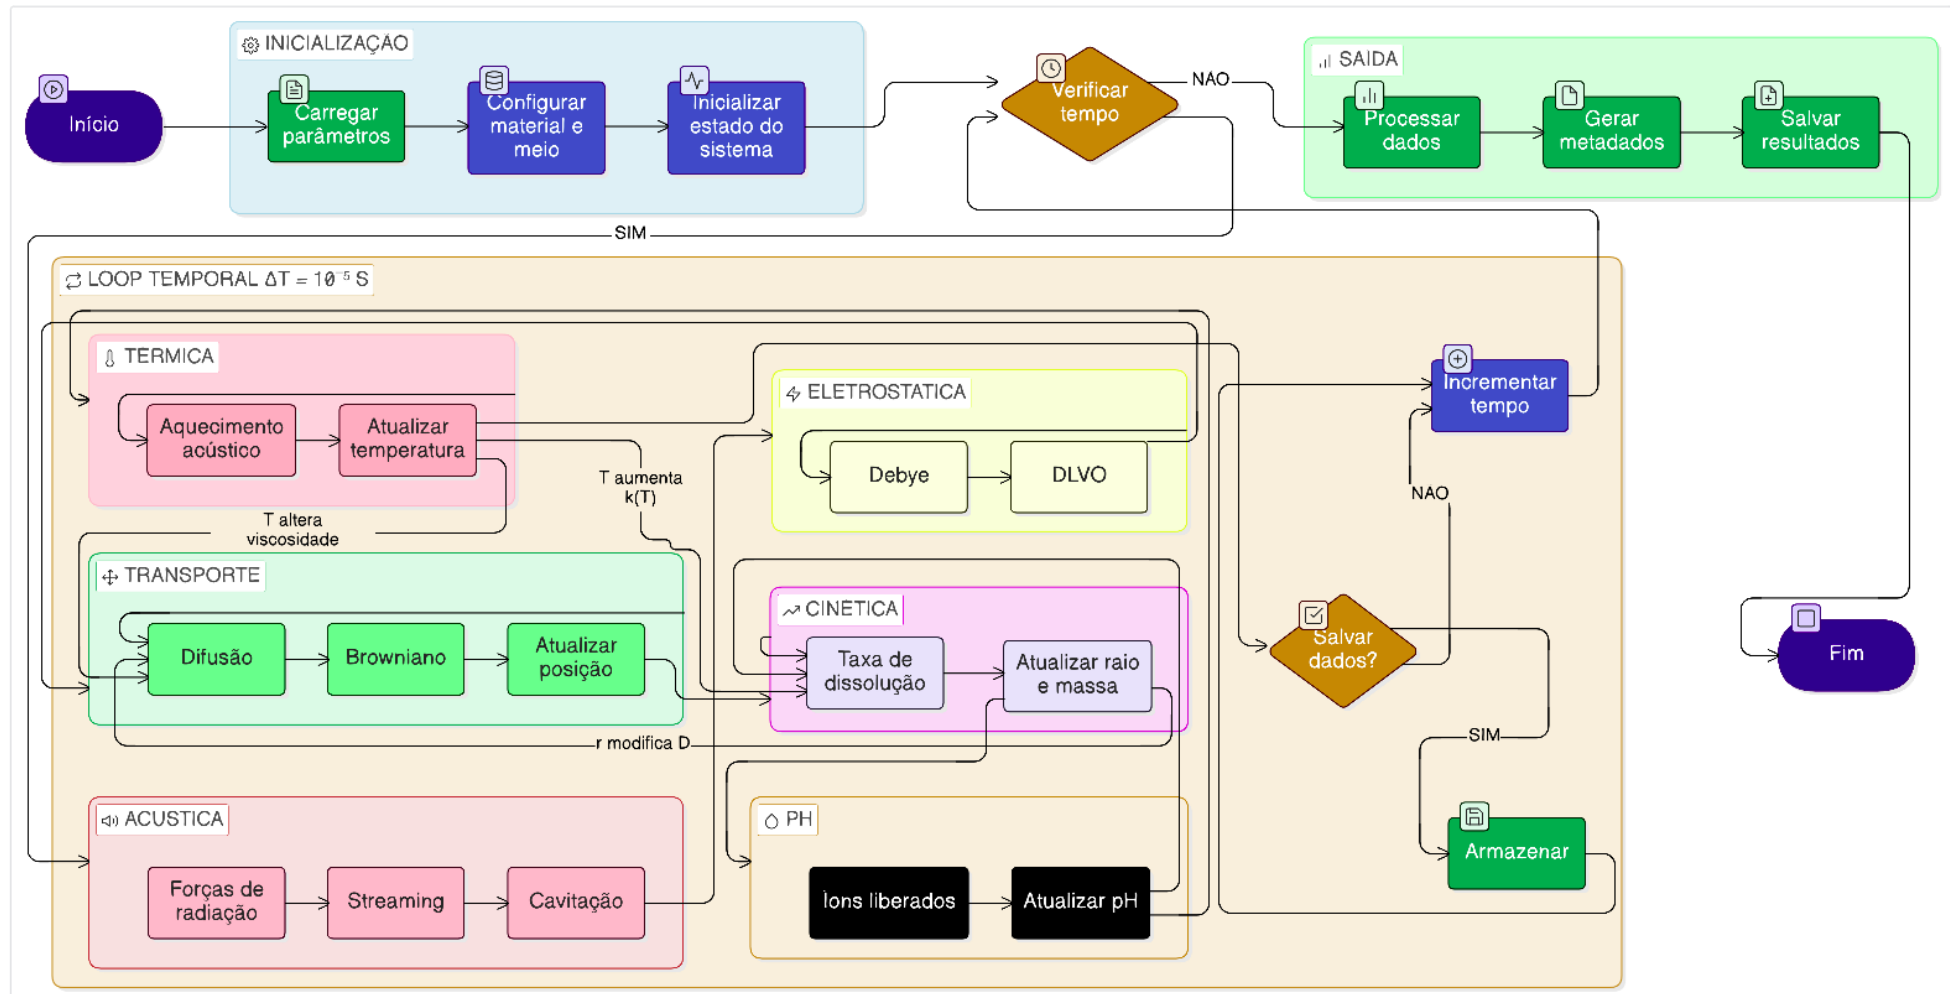 INICIALIZAÇÃO
Início
Carregar
parâmetros
Configurar
material e
meio
Inicializar
estado do
sistema
Verificar
tempo
NAO
SAIDA
Processar
dados
Gerar
metadados
Salvar
resultados
SIM
LOOP TEMPORAL ΔT = 10⁻⁵ S
TERMICA
Aquecimento
acústico
Atualizar
temperatura
T aumenta
k(T)
T altera
viscosidade
ELETROSTATICA
Debye
DLVO
Incrementar
tempo
NAO
TRANSPORTE
Difusão
Browniano
Atualizar
posição
CINETICA
Taxa de
dissolução
Atualizar raio
e massa
r modifica D
Salvar
dados?
SIM
Fim
ACUSTICA
Forças de
radiação
Streaming
Cavitação
PH
Íons liberados
Atualizar pH
Armazenar